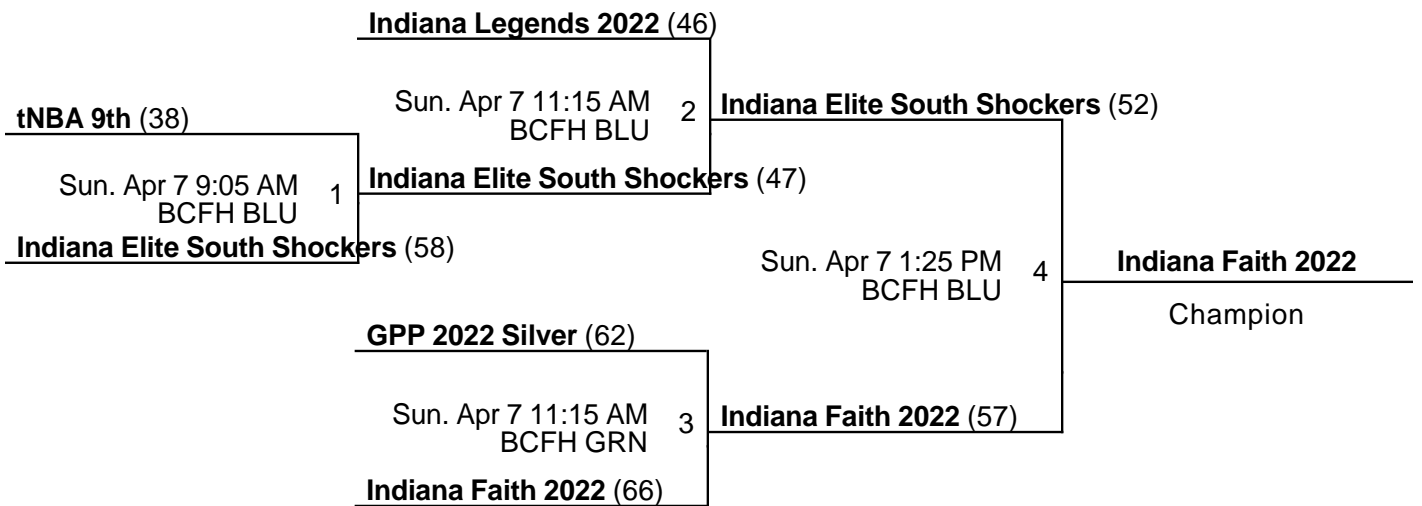 Indiana Legends 2022 (46)
Sun. Apr 7 11:15 AM
BCFH BLU
2
Indiana Elite South Shockers (52)
tNBA 9th (38)
Sun. Apr 7 9:05 AM
BCFH BLU
1
Indiana Elite South Shockers (47)
Indiana Elite South Shockers (58)
Sun. Apr 7 1:25 PM
BCFH BLU
4
Indiana Faith 2022
Champion
GPP 2022 Silver (62)
Sun. Apr 7 11:15 AM
BCFH GRN
3
Indiana Faith 2022 (57)
Indiana Faith 2022 (66)